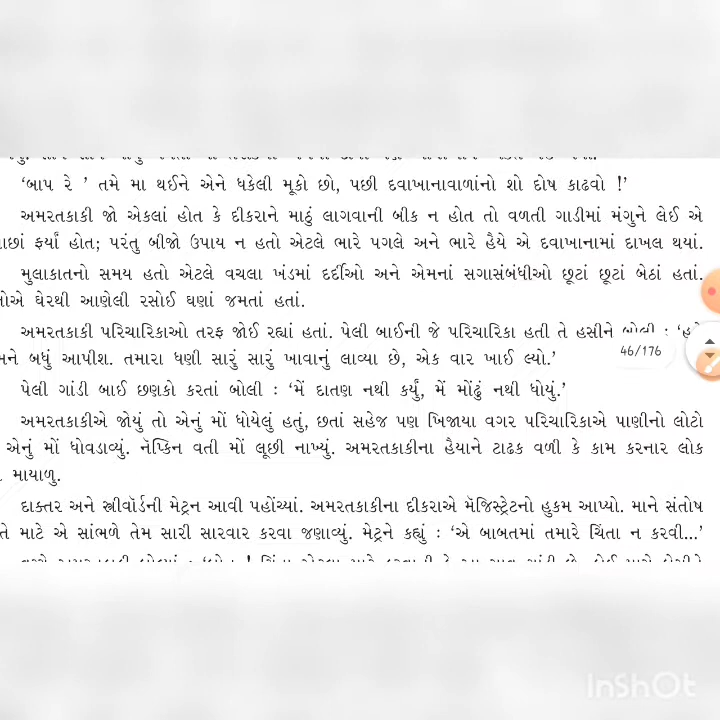 ‘બાપ રે ’ તમે મા થઈને એને ધકેલી મૂકો છો, પછી દવાખાનાવાળાંનો શો દોષ કાઢવો !’
અમરતકાકી જો એકલાં હોત કે દીકરાને માઠું લાગવાની બીક ન હોત તો વળતી ગાડીમાં મંગુને લેઈ એ
પાછાં ફર્યાં હોત; પરંતુ બીજો ઉપાય ન હતો એટલે ભારે પગલે અને ભારે હૈયે એ દવાખાનામાં દાખલ થયાં.
મુલાકાતનો સમય હતો એટલે વચલા ખંડમાં દર્દીઓ અને એમનાં સગાસંબંધીઓ છૂટાં છૂટાં બેઠાં હતાં.
ઘેરથી આણેલી રસોઈ ઘણાં જમતાં હતાં.
અમરતકાકી પરિચારિકાઓ તરફ જોઈ રહ્યાં હતાં. પેલી બાઈની જે પરિચારિકા હતી તે હસીને બોલી :
બધું આપીશ. તમારા ધણી સારું સારું ખાવાનું લાવ્યા છે, એક વાર ખાઈ લ્યો.’
46/176
પેલી ગાંડી બાઈ છણકો કરતાં બોલી : ‘મેં દાતણ નથી કર્યું, મેં મોંઢું નથી ધોયું.’
અમરતકાકીએ જોયું તો એનું મોં ધોયેલું હતું, છતાં સહેજ પણ ખિજાયા વગર પરિચારિકાએ પાણીનો લોટો
એનું મોં ધોવડાવ્યું. નૅપ્કિન વતી મોં લૂછી નાખ્યું. અમરતકાકીના હૈયાને ટાઢક વળી કે કામ કરનાર લોક
માયાળુ.
દાક્તર અને સ્ત્રીવૉર્ડની મેટ્રન આવી પહોંચ્યાં. અમરતકાકીના દીકરાએ મૅજિસ્ટ્રેટનો હુકમ આપ્યો. માને સંતોષ
તે માટે એ સાંભળે તેમ સારી સારવાર કરવા જણાવ્યું. મેટ્રને કહ્યું : ‘એ બાબતમાં તમારે ચિંતા ન કરવી...’
InShOt